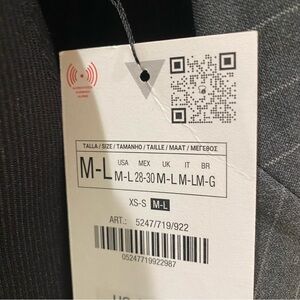 TALLA / SIZE / TAMANHO / TAILLE / MAAT / ΜΕΓΕΘΟΣ
M-L
USA MEX UK IT BR
M-L 28-30 M-L M-L M-G
XS-S M-L
ART.: 5247/719/922
05247719922987